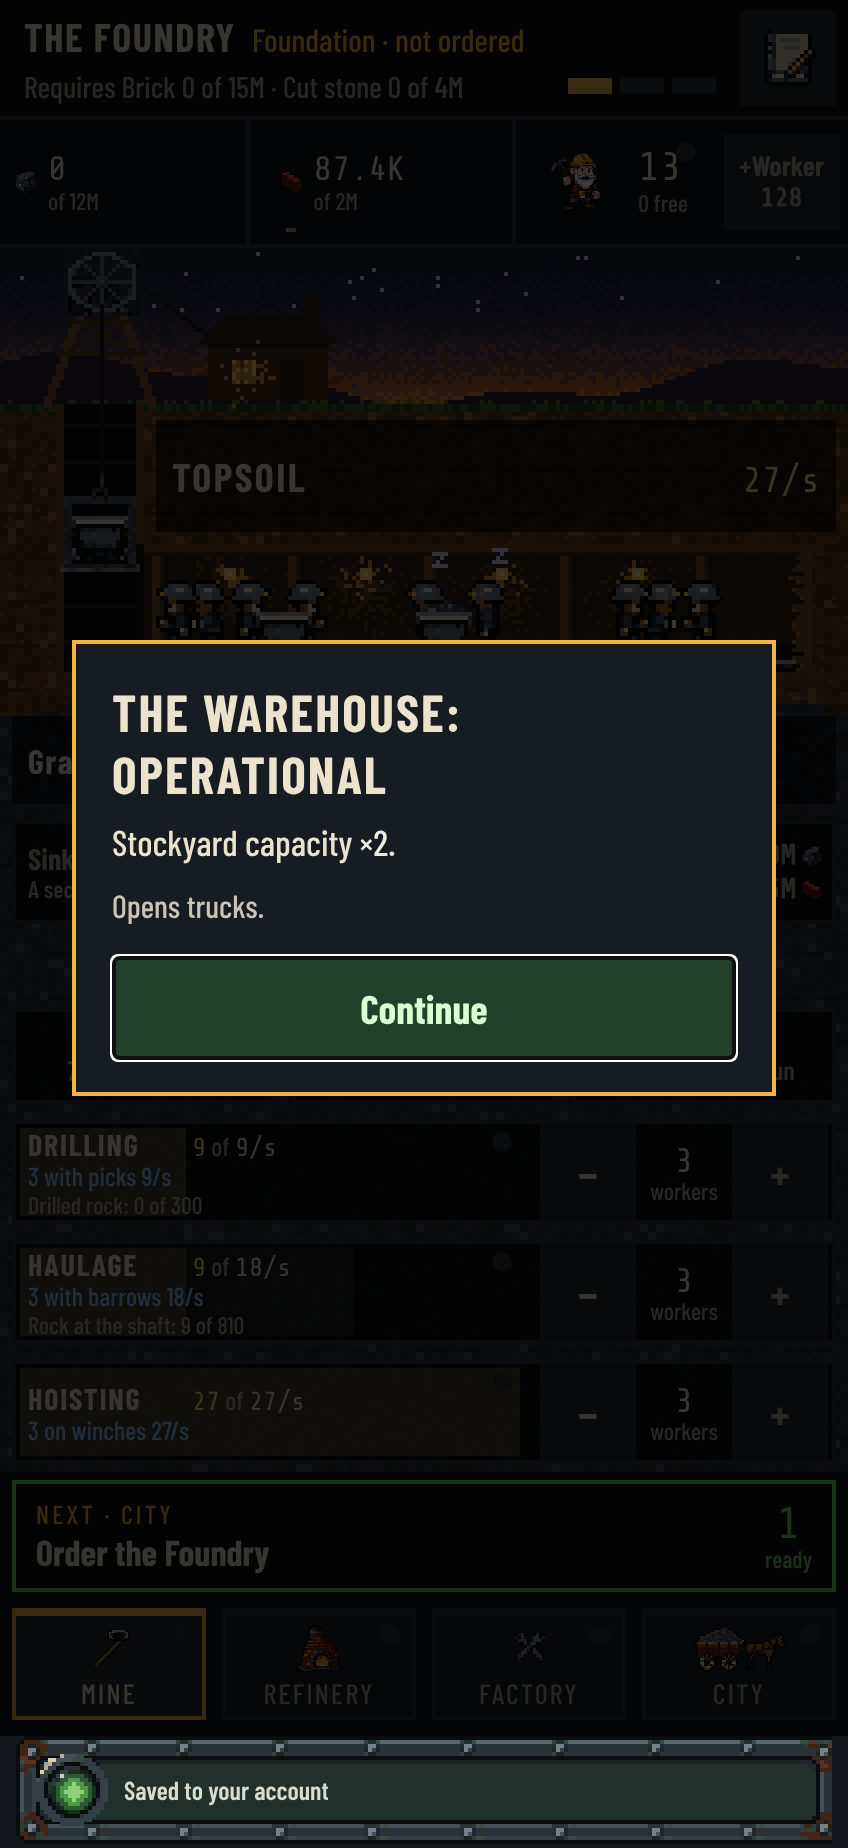 THE FOUNDRY Foundation · not ordered
Requires Brick 0 of 15M · Cut stone 0 of 4M
0
of 12M
87.4K
of 2M
13
0 free
+Worker
128
TOPSOIL 27/s
Z Z
THE WAREHOUSE:
OPERATIONAL
Stockyard capacity ×2.
Opens trucks.
Continue
Gra
Sink
A sec
DRILLING 9 of 9/s
3 with picks 9/s
Drilled rock: 0 of 300
− 3 +
workers
HAULAGE 9 of 18/s
3 with barrows 18/s
Rock at the shaft: 9 of 810
− 3 +
workers
HOISTING 27 of 27/s
3 on winches 27/s
− 3 +
workers
NEXT · CITY
Order the Foundry
1
ready
MINE REFINERY FACTORY CITY
Saved to your account